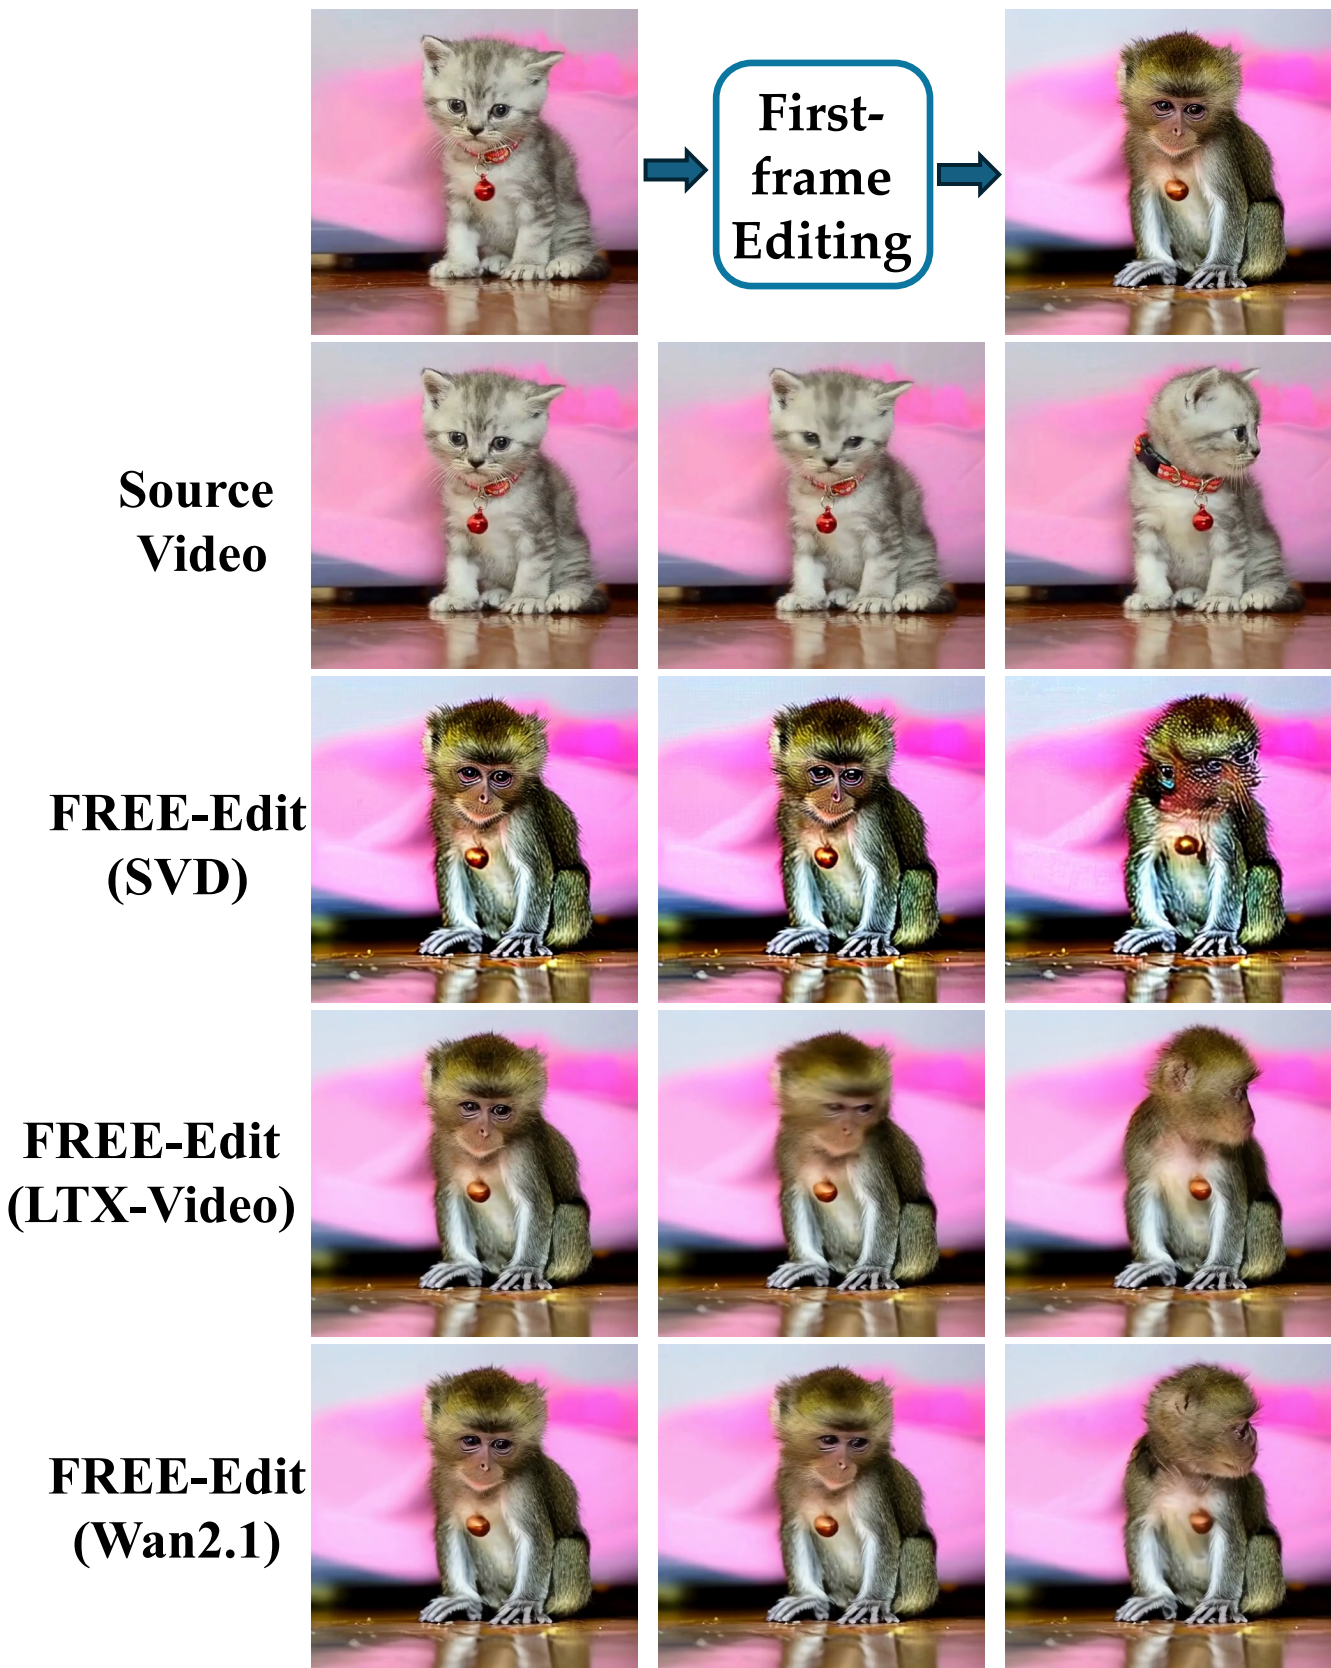 First-
frame
Editing
Source
Video
FREE-Edit
(SVD)
FREE-Edit
(LTX-Video)
FREE-Edit
(Wan2.1)